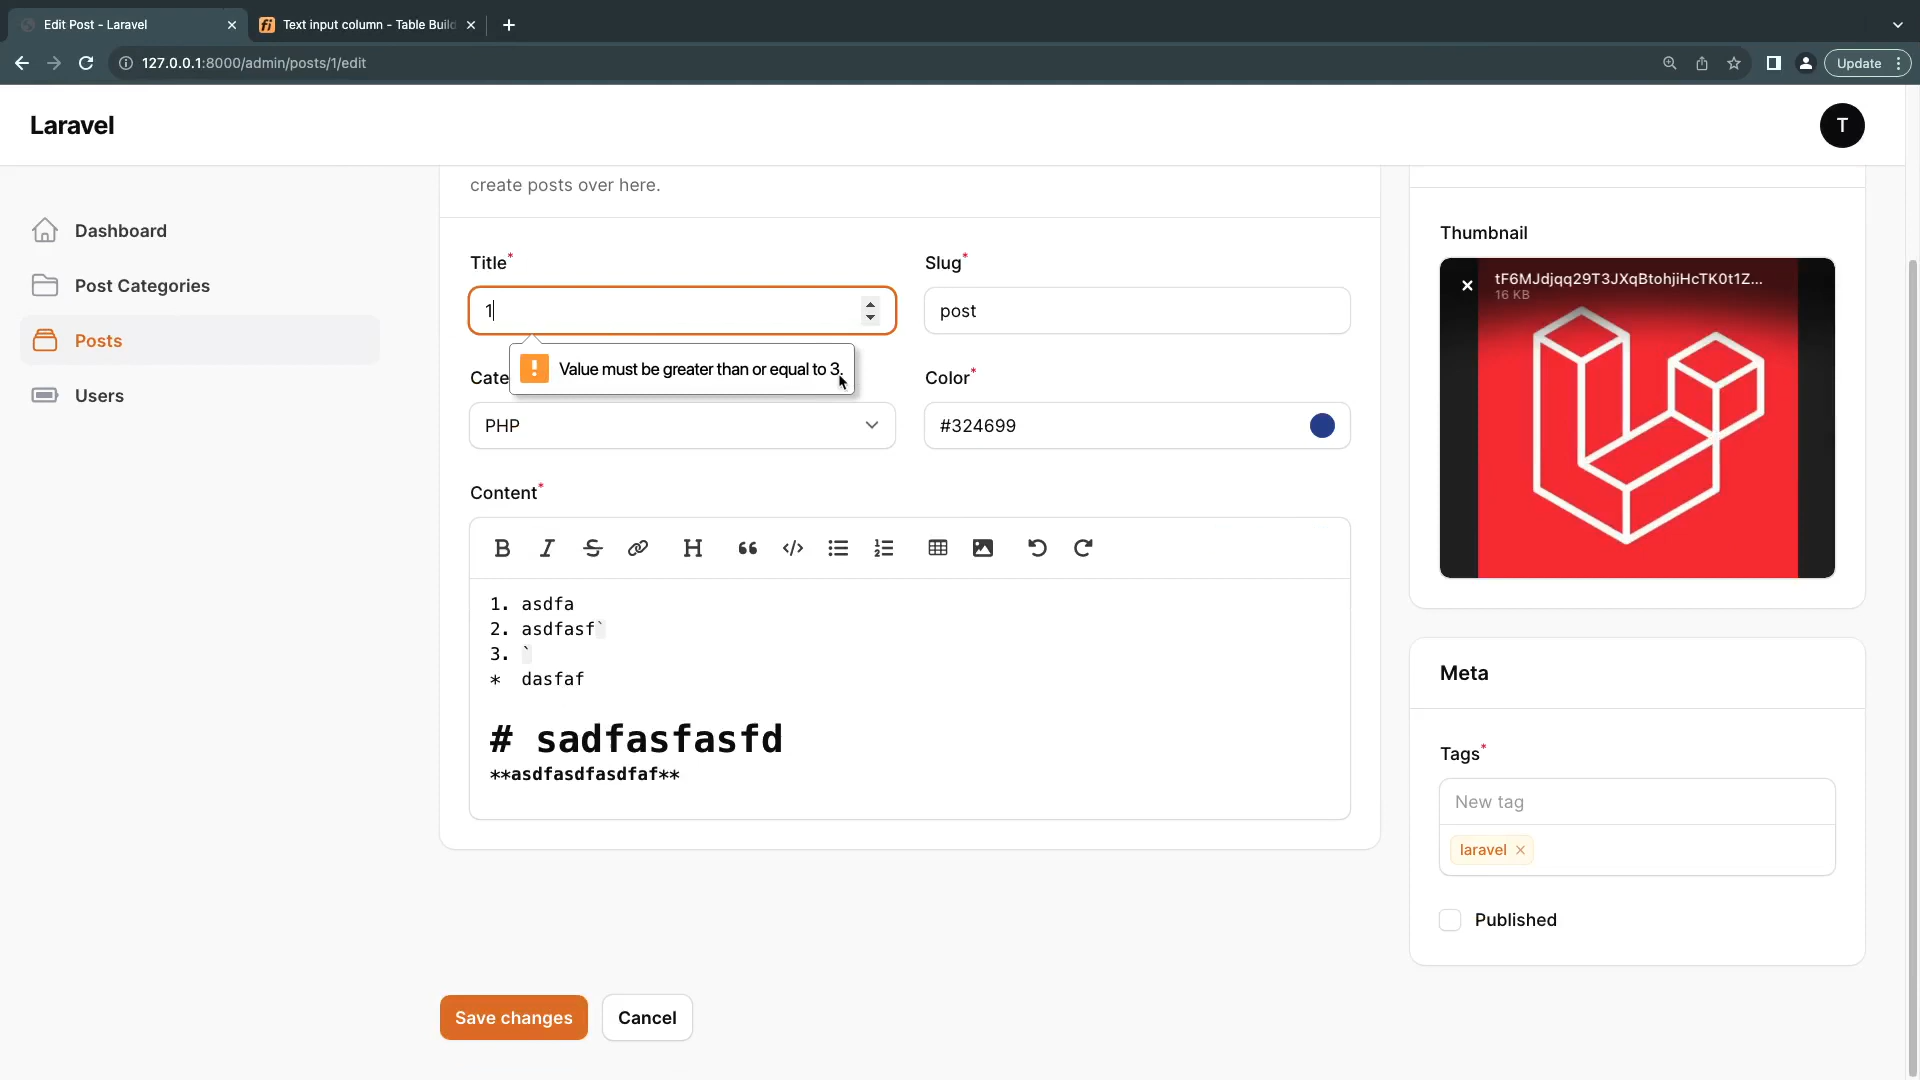 Edit Post - Laravel
Text input column - Table Build
127.0.0.1:8000/admin/posts/1/edit
Update
Laravel
T
Dashboard
Post Categories
Posts
Users
create posts over here.
Title*
1
Value must be greater than or equal to 3.
Slug*
post
Cate
PHP
Color*
#324699
Content*
1. asdfa
2. asdfasf`
3. `
* dasfaf
# sadfasfasfd
**asdfasdfasdfaf**
Thumbnail
tF6MJdjqq29T3JXqBtohjiHcTK0t1Z...
16 KB
Meta
Tags*
New tag
laravel
Published
Save changes
Cancel